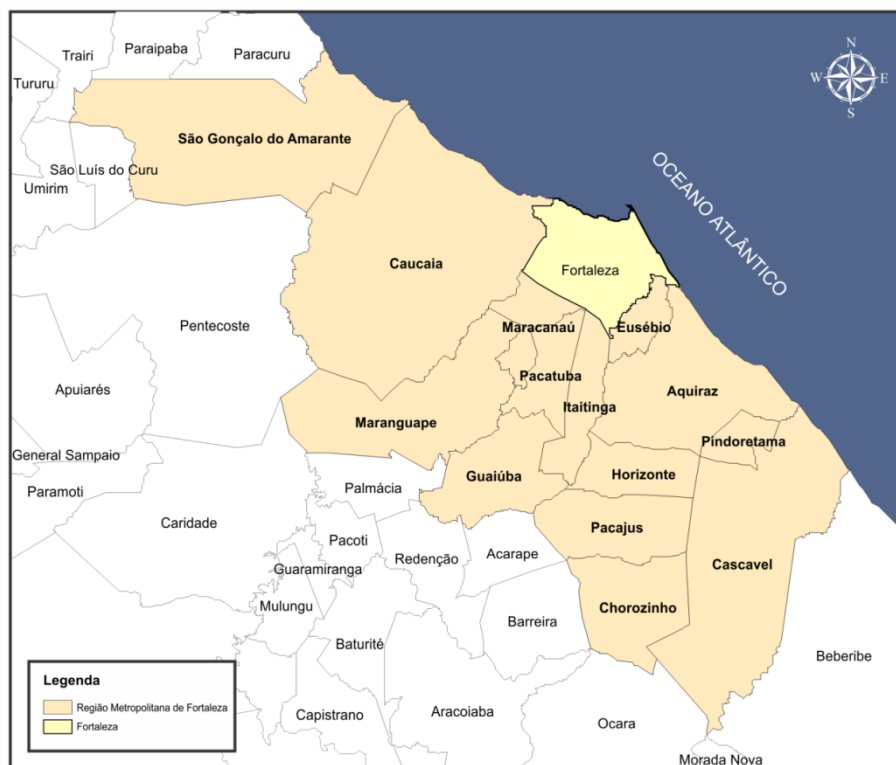 Trairi
Paraipaba
Paracuru
Tururu
N
W
E
S
São Gonçalo do Amarante
São Luís do Curu
Umirim
OCEANO ATLÂNTICO
Caucaia
Fortaleza
Pentecoste
Maracanaú
Eusébio
Pacatuba
Apuiarés
Itaitinga
Aquiraz
Maranguape
Pindoretama
General Sampaio
Guaiúba
Horizonte
Paramoti
Palmácia
Caridade
Pacajus
Pacoti
Redenção
Acarape
Guaramiranga
Cascavel
Mulungu
Chorozinho
Barreira
Baturité
Beberibe
Legenda
Região Metropolitana de Fortaleza
Fortaleza
Capistrano
Aracoiaba
Ocara
Morada Nova